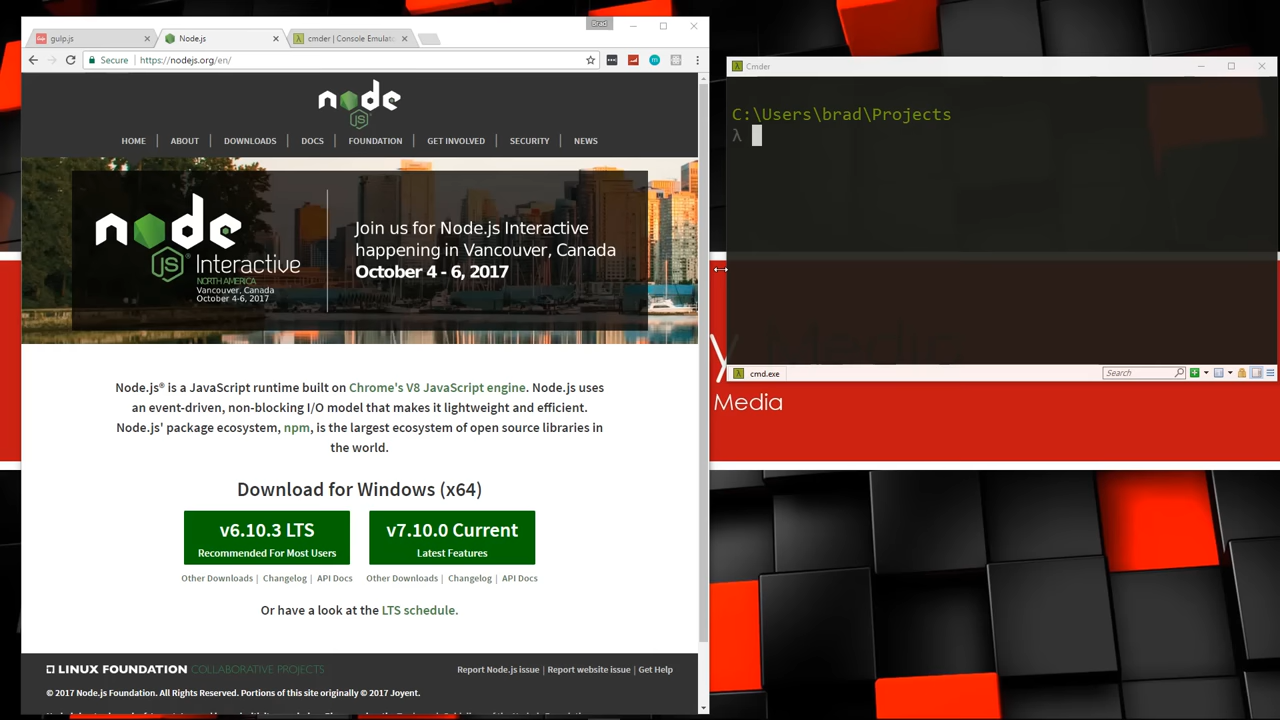 Brad
gulp.js
Node.js
cmder | Console Emulat
Secure
https://nodejs.org/en/
node
JS
HOME
ABOUT
DOWNLOADS
DOCS
FOUNDATION
GET INVOLVED
SECURITY
NEWS
node
JS
Interactive
NORTH AMERICA
Vancouver, Canada
October 4-6, 2017
Join us for Node.js Interactive
happening in Vancouver, Canada
October 4 - 6, 2017
Node.js® is a JavaScript runtime built on Chrome's V8 JavaScript engine. Node.js uses
an event-driven, non-blocking I/O model that makes it lightweight and efficient.
Node.js' package ecosystem, npm, is the largest ecosystem of open source libraries in
the world.
Download for Windows (x64)
v6.10.3 LTS
Recommended For Most Users
v7.10.0 Current
Latest Features
Other Downloads | Changelog | API Docs
Other Downloads | Changelog | API Docs
Or have a look at the LTS schedule.
LINUX FOUNDATION COLLABORATIVE PROJECTS
Report Node.js issue | Report website issue | Get Help
© 2017 Node.js Foundation. All Rights Reserved. Portions of this site originally © 2017 Joyent.
Cmder
C:\Users\brad\Projects
λ
cmd.exe
Search
y
Media